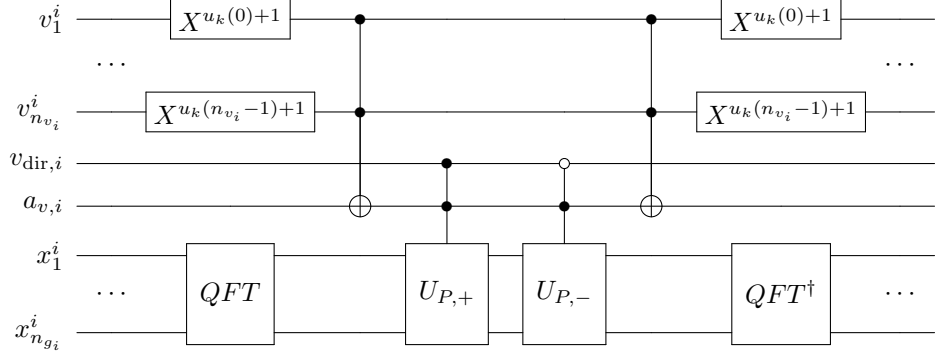 v_1^i X^{u_k(0)+1} X^{u_k(0)+1}
... ...
v_{n_{v_i}}^i X^{u_k(n_{v_i}-1)+1} X^{u_k(n_{v_i}-1)+1}
v_{dir,i}
a_{v,i}
x_1^i
... QFT U_{P,+} U_{P,-} QFT^† ...
x_{n_{g_i}}^i